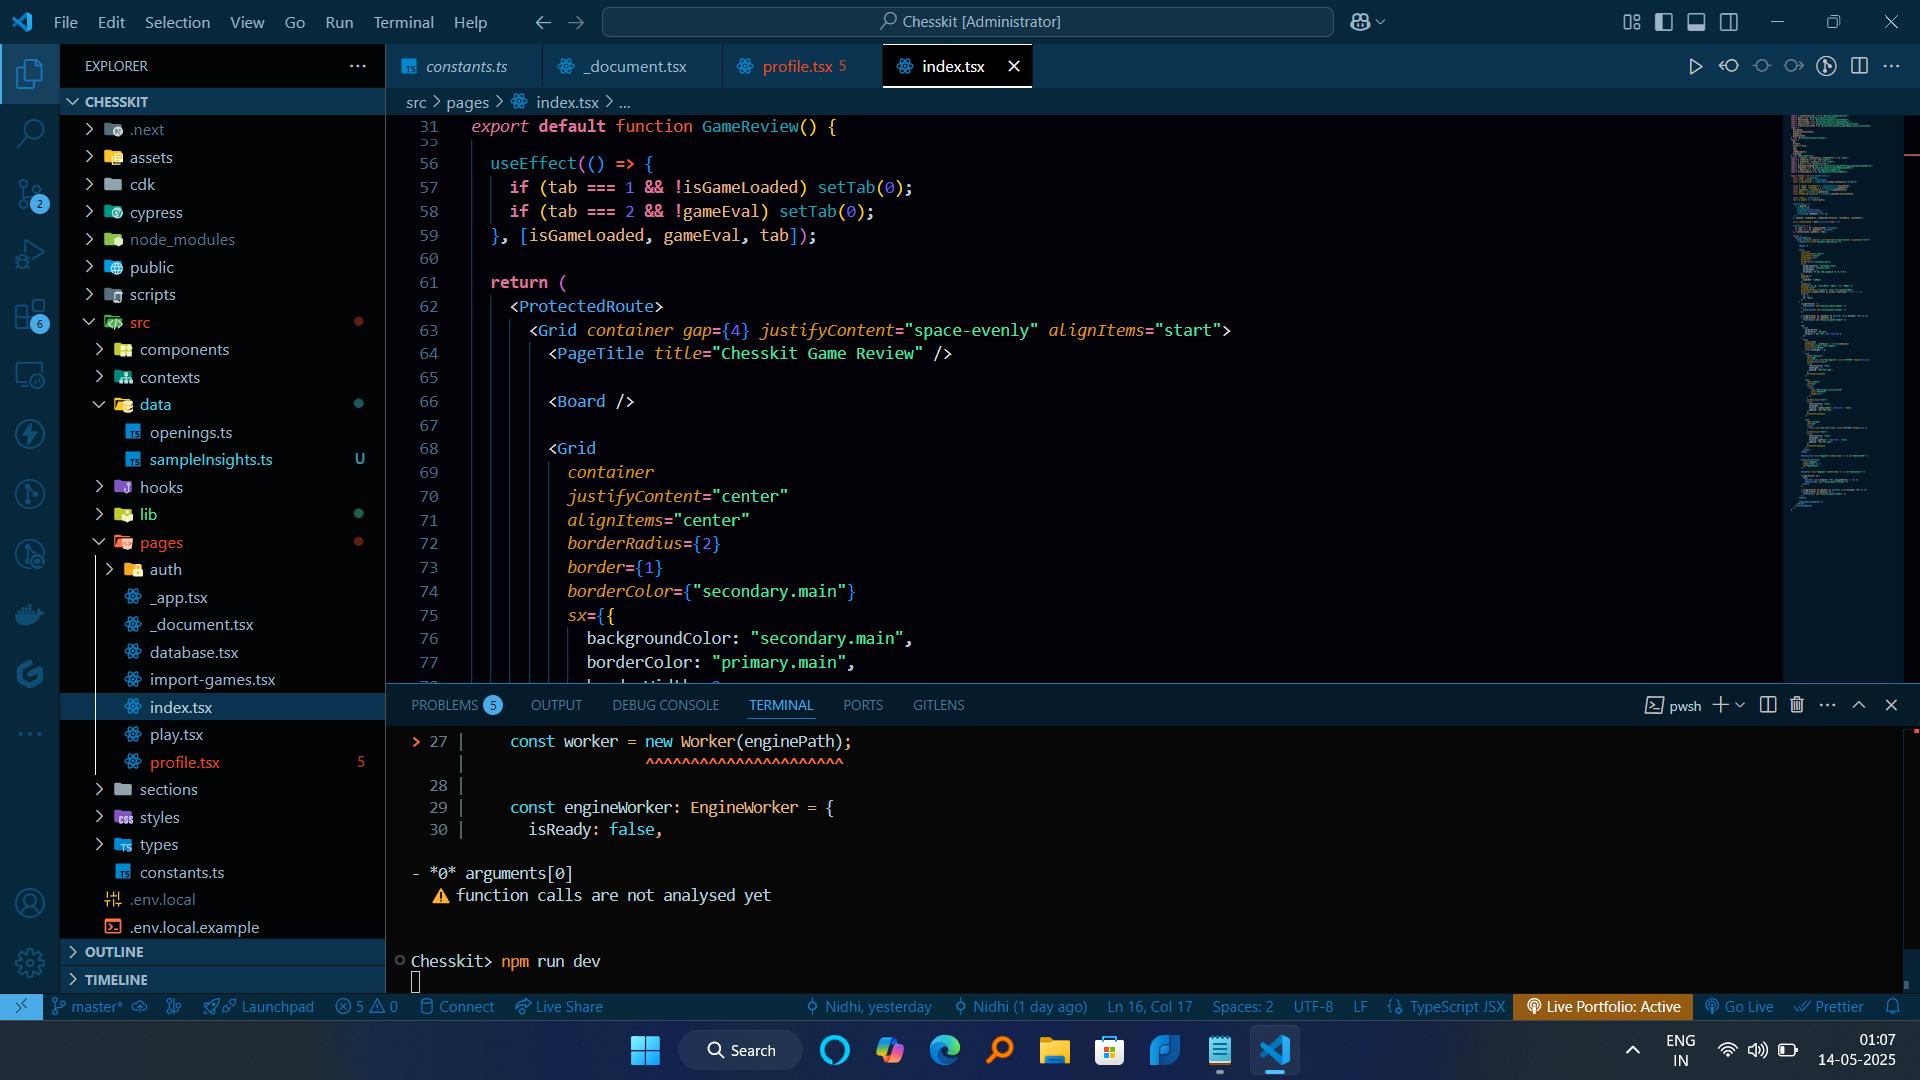 File Edit Selection View Go Run Terminal Help
Chesskit [Administrator]
EXPLORER
CHESSKIT
.next
assets
cdk
cypress
node_modules
public
scripts
src
components
contexts
data
openings.ts
sampleInsights.ts U
hooks
lib
pages
auth
_app.tsx
_document.tsx
database.tsx
import-games.tsx
index.tsx
play.tsx
profile.tsx 5
sections
styles
types
constants.ts
.env.local
.env.local.example
OUTLINE
TIMELINE
2
6
constants.ts
_document.tsx
profile.tsx 5
index.tsx
src > pages > index.tsx > ...
31 export default function GameReview() {
55
56 useEffect(() => {
57 if (tab === 1 && !isGameLoaded) setTab(0);
58 if (tab === 2 && !gameEval) setTab(0);
59 }, [isGameLoaded, gameEval, tab]);
60
61 return (
62 <ProtectedRoute>
63 <Grid container gap={4} justifyContent="space-evenly" alignItems="start">
64 <PageTitle title="Chesskit Game Review" />
65
66 <Board />
67
68 <Grid
69 container
70 justifyContent="center"
71 alignItems="center"
72 borderRadius={2}
73 border={1}
74 borderColor={"secondary.main"}
75 sx={{
76 backgroundColor: "secondary.main",
77 borderColor: "primary.main",
PROBLEMS 5 OUTPUT DEBUG CONSOLE TERMINAL PORTS GITLENS
pwsh
> 27 | const worker = new Worker(enginePath);
| ^^^^^^^^^^^^^^^^^^^^^^
28 |
29 | const engineWorker: EngineWorker = {
30 | isReady: false,
- *0* arguments[0]
⚠ function calls are not analysed yet
Chesskit> npm run dev
master* Launchpad 5 0 Connect Live Share Nidhi, yesterday Nidhi (1 day ago) Ln 16, Col 17 Spaces: 2 UTF-8 LF TypeScript JSX Live Portfolio: Active Go Live Prettier
Search
ENG
IN
01:07
14-05-2025